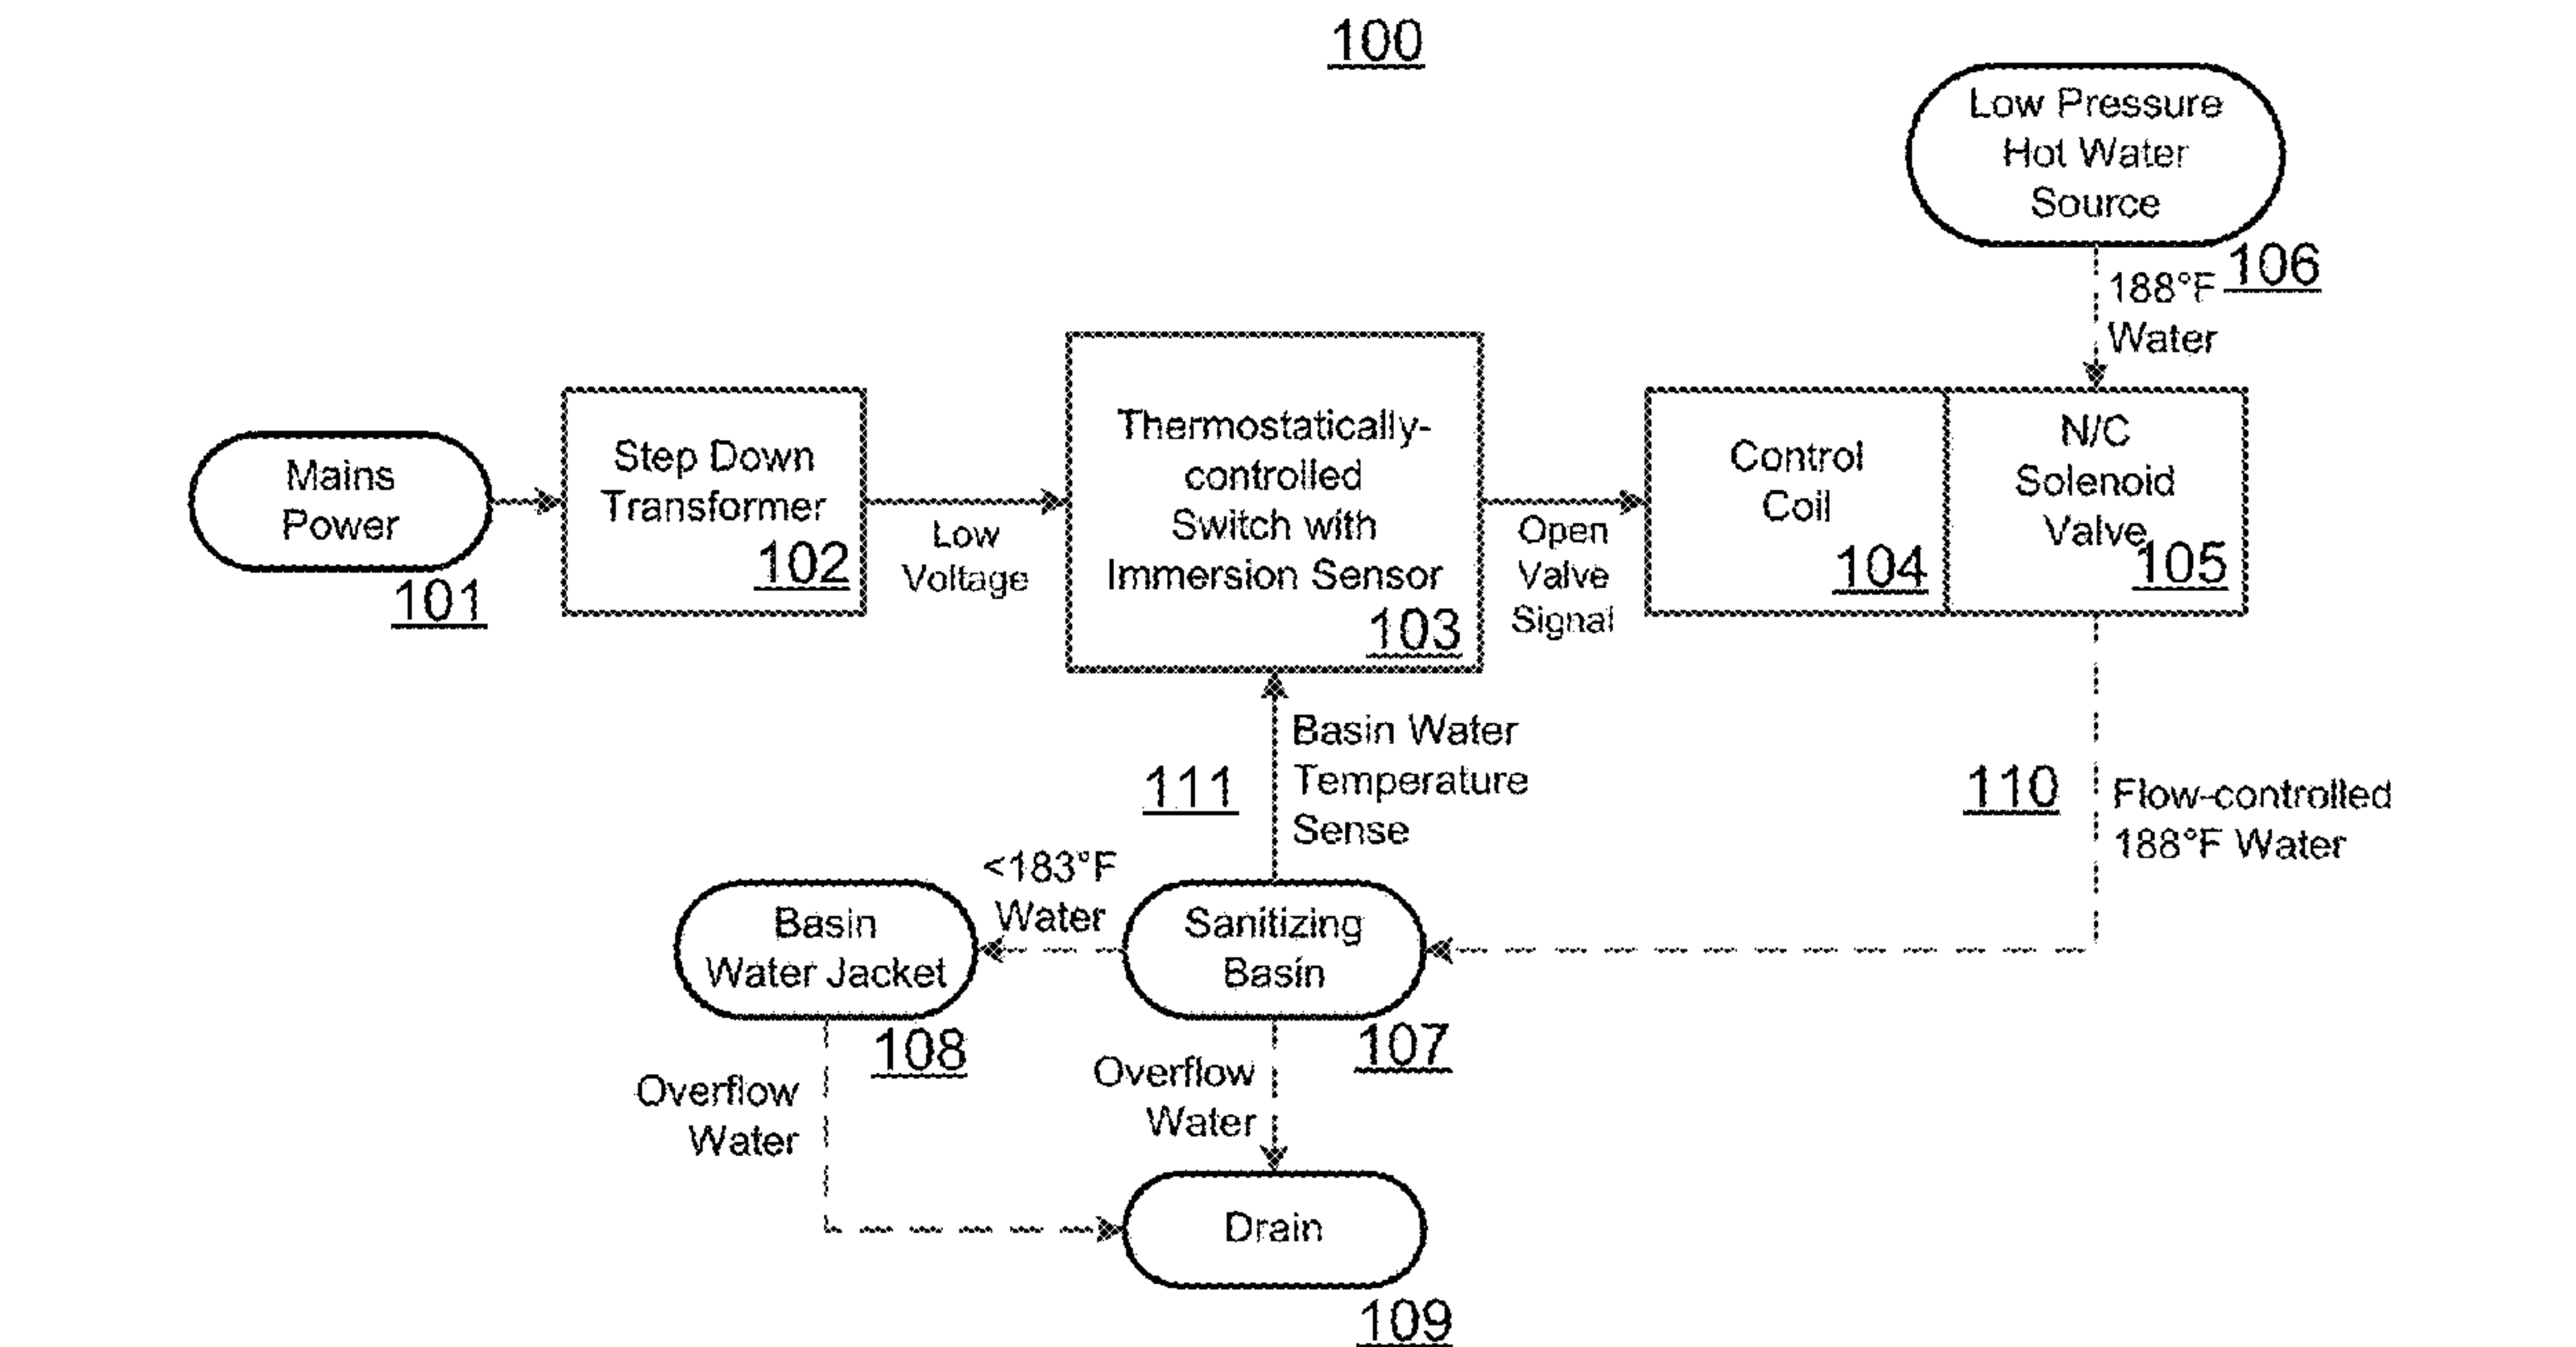 100
Low Pressure
Hot Water
Source
106
188°F
Water
Mains
Power
101
Step Down
Transformer
102
Low
Voltage
Thermostatically-
controlled
Switch with
Immersion Sensor
103
Open
Valve
Signal
Control
Coil
104
N/C
Solenoid
Valve
105
111
Basin Water
Temperature
Sense
110
Flow-controlled
188°F Water
<183°F
Water
Basin
Water Jacket
108
Sanitizing
Basin
107
Overflow
Water
Overflow
Water
Drain
109